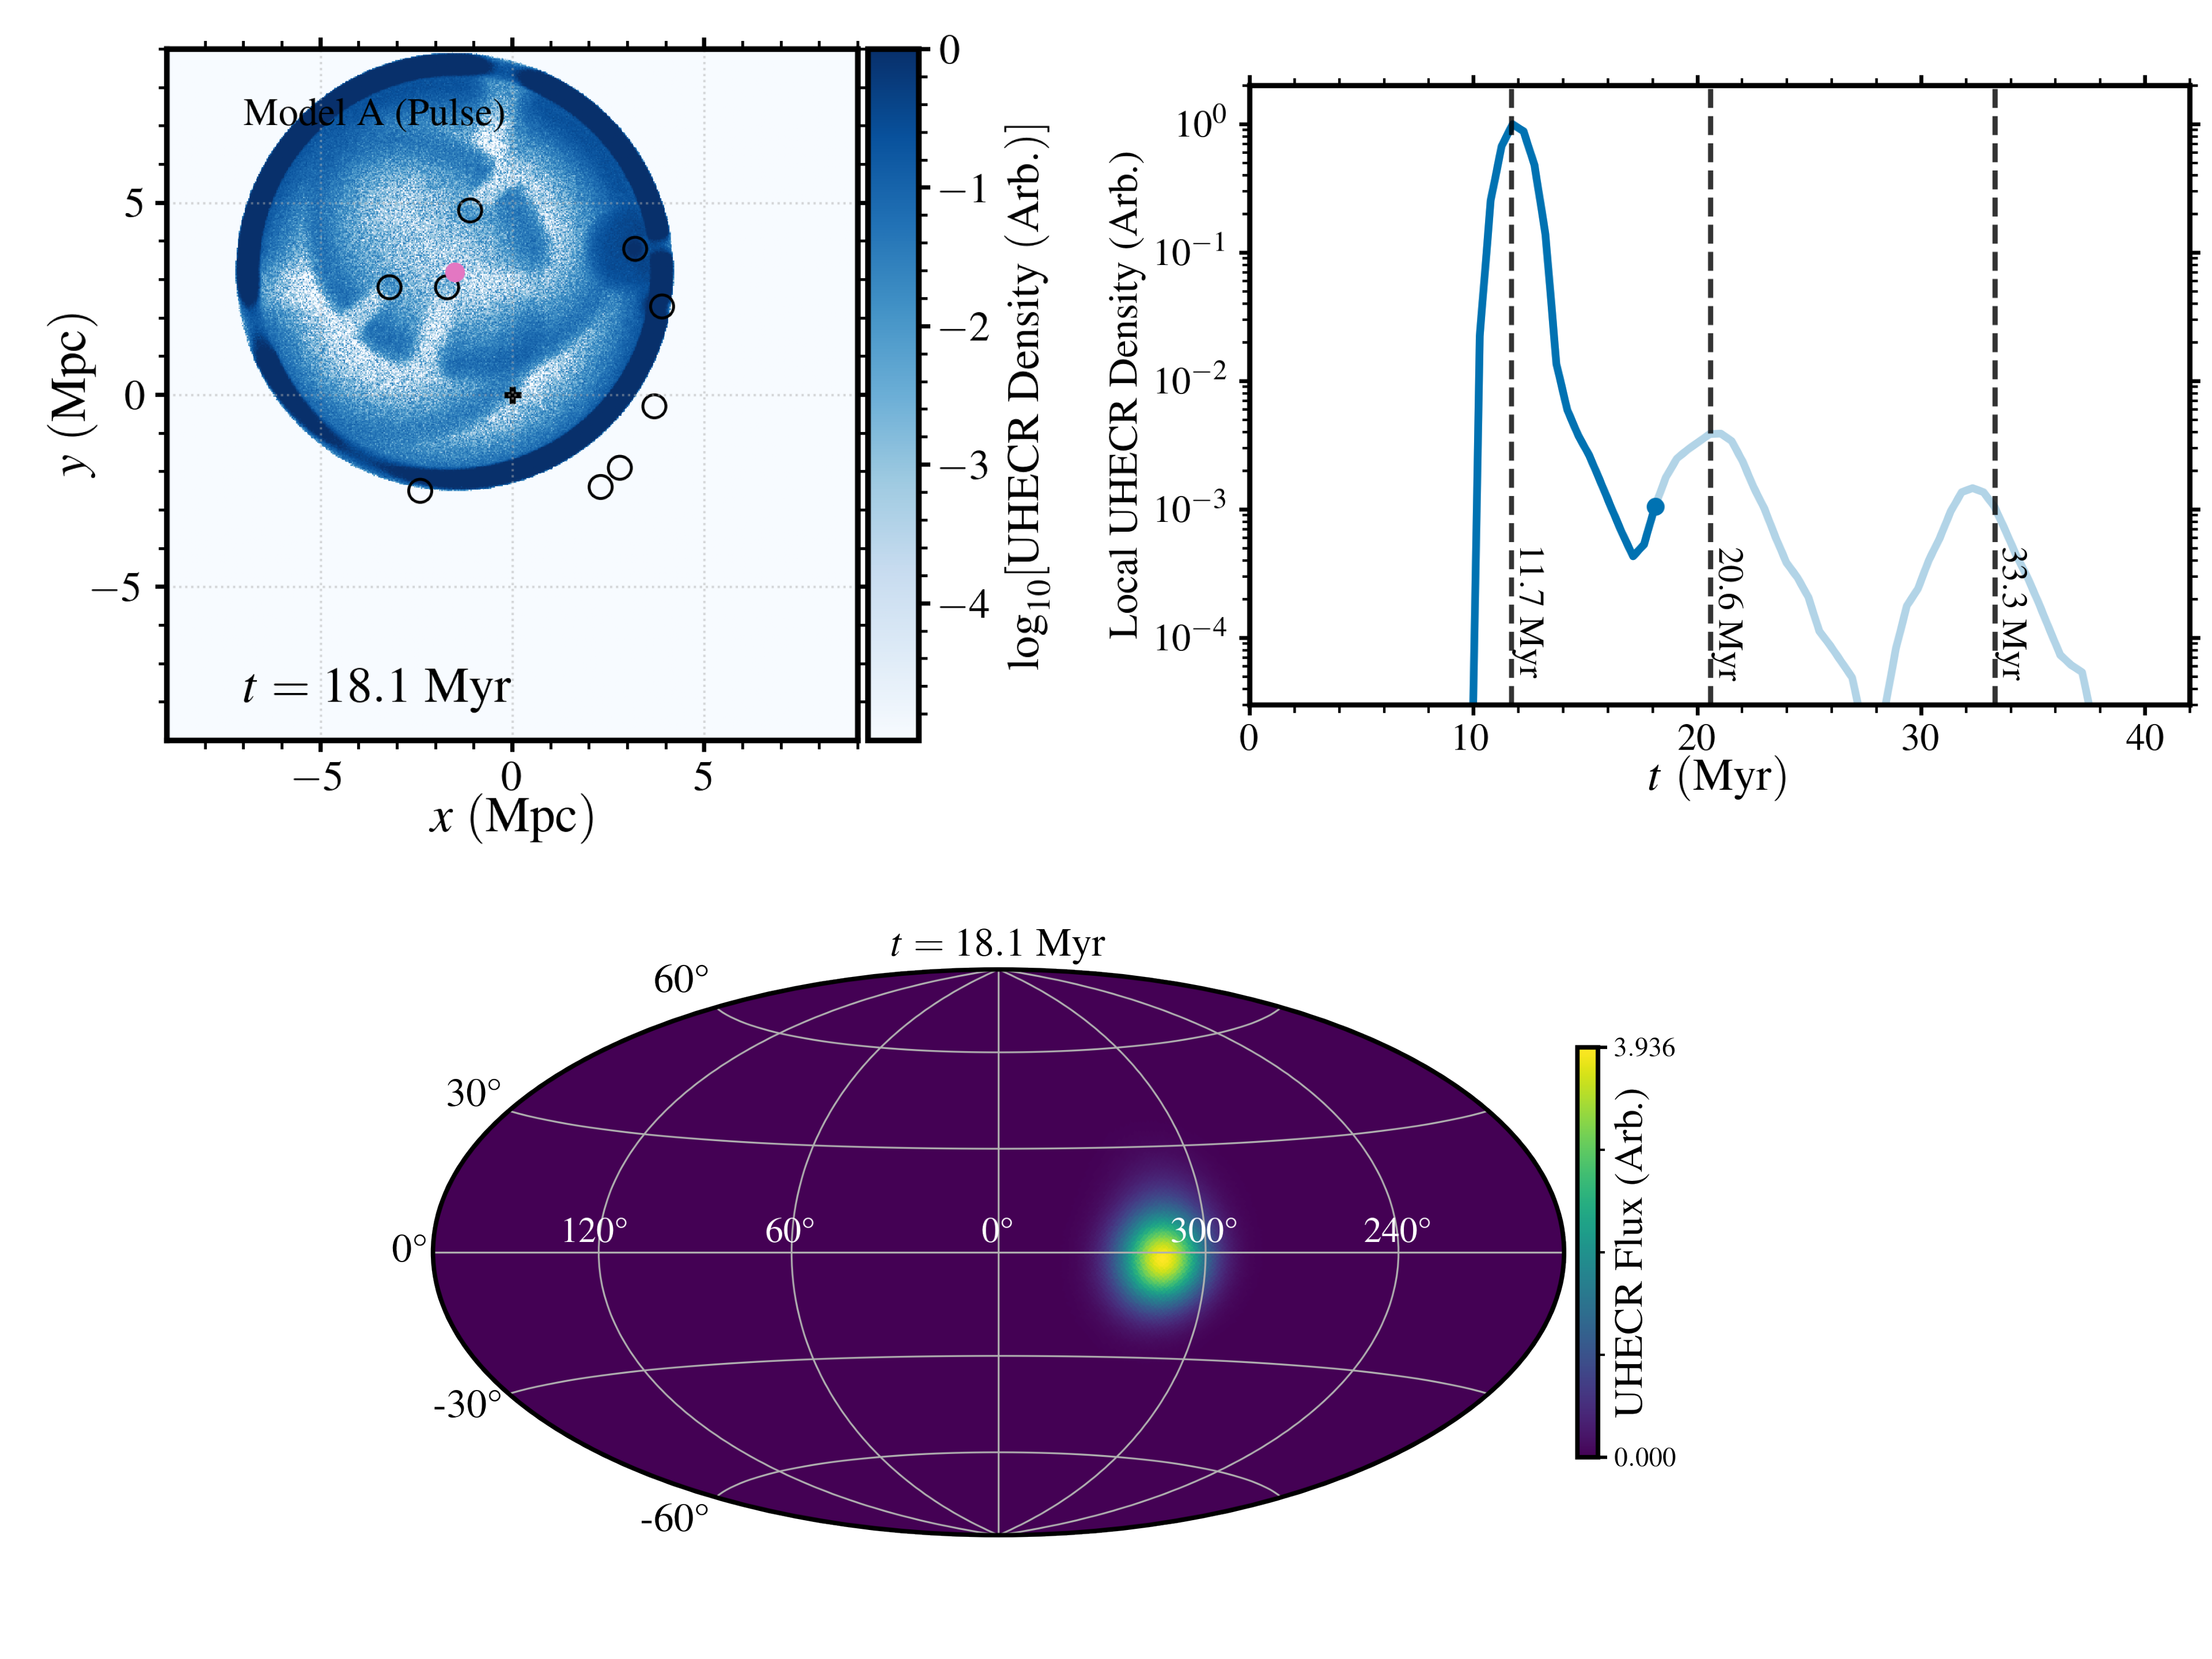 Model A (Pulse)
t = 18.1 Myr
5
0
−5
y (Mpc)
−5
0
5
x (Mpc)
0
−1
−2
−3
−4
log10[UHECR Density (Arb.)]
10^0
10^−1
10^−2
10^−3
10^−4
Local UHECR Density (Arb.)
11.7 Myr
20.6 Myr
33.3 Myr
0
10
20
30
40
t (Myr)
t = 18.1 Myr
60°
30°
0°
-30°
-60°
120°
60°
0°
300°
240°
3.936
0.000
UHECR Flux (Arb.)